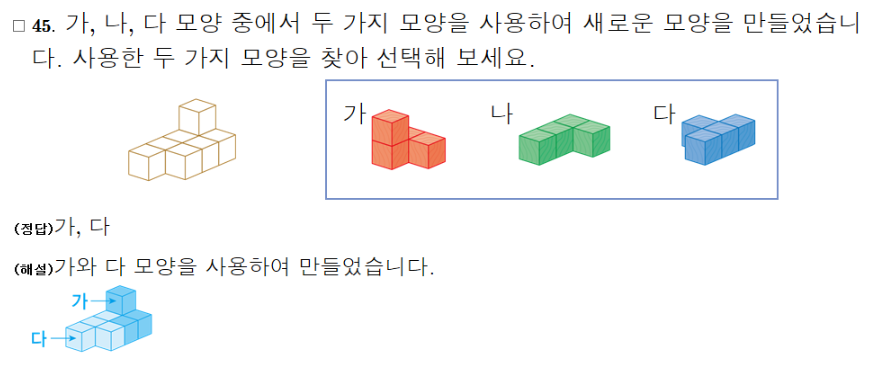 □ 45. 가, 나, 다 모양 중에서 두 가지 모양을 사용하여 새로운 모양을 만들었습니
다. 사용한 두 가지 모양을 찾아 선택해 보세요.
가 나 다
(정답)가, 다
(해설)가와 다 모양을 사용하여 만들었습니다.
가
다